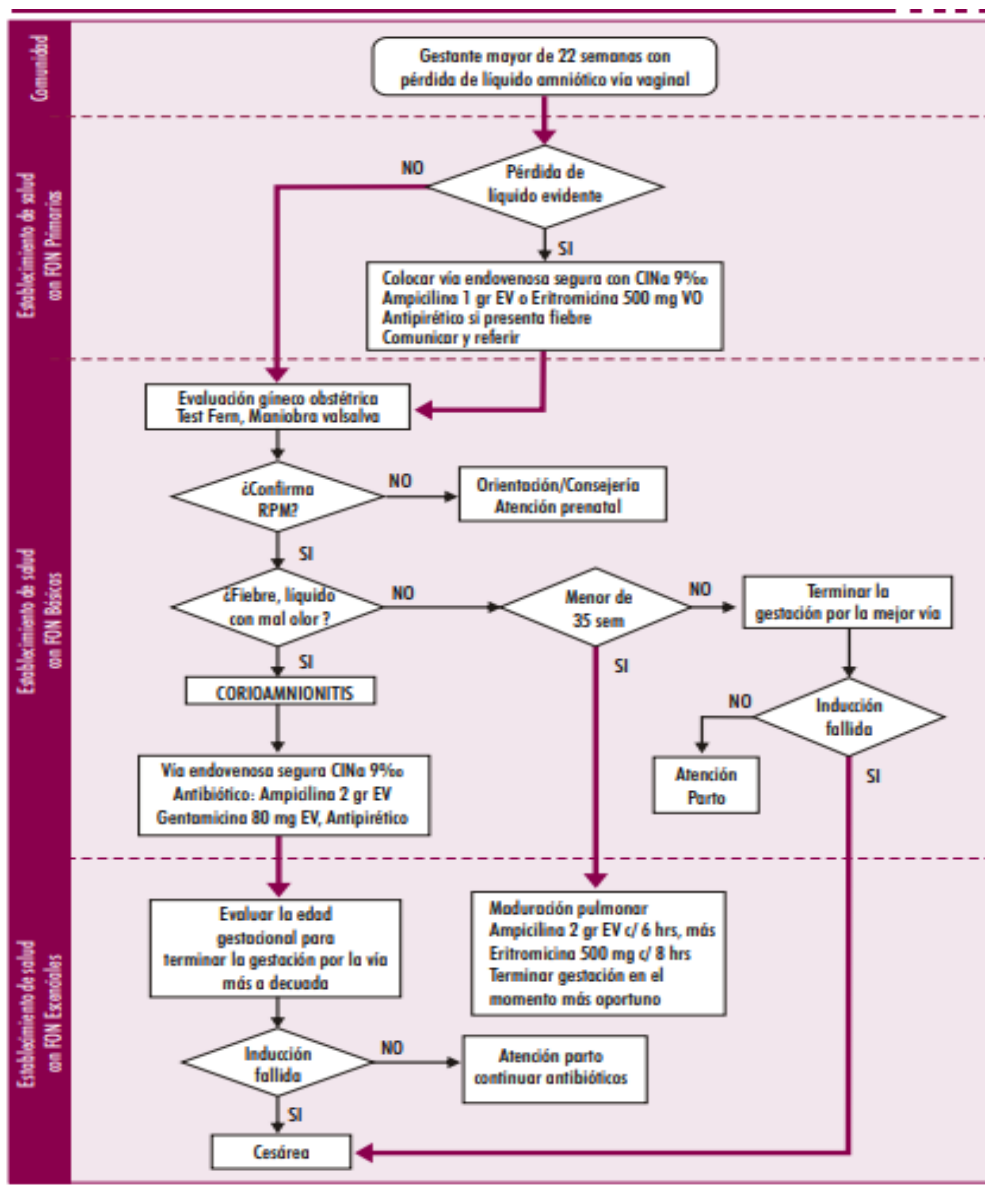 Comunidad
Gestante mayor de 22 semanas con
pérdida de líquido amniótico vía vaginal
Establecimiento de salud
con FON Primarias
Pérdida de
líquido evidente
NO
SI
Colocar vía endovenosa segura con ClNa 9‰
Ampicilina 1 gr EV o Eritromicina 500 mg VO
Antipirético si presenta fiebre
Comunicar y referir
Establecimiento de salud
con FON Básicas
Evaluación gineco obstétrica
Test Fern, Maniobra valsalva
¿Confirma
RPM?
NO
Orientación/Consejería
Atención prenatal
SI
¿Fiebre, líquido
con mal olor ?
NO
Menor de
35 sem
NO
Terminar la
gestación por la mejor vía
SI
SI
CORIOAMNIONITIS
Inducción
fallida
NO
SI
Atención
Parto
Vía endovenosa segura ClNa 9‰
Antibiótico: Ampicilina 2 gr EV
Gentamicina 80 mg EV, Antipirético
Establecimiento de salud
con FON Esenciales
Evaluar la edad
gestacional para
terminar la gestación por la vía
más a decuada
Maduración pulmonar
Ampicilina 2 gr EV c/ 6 hrs, más
Eritromicina 500 mg c/ 8 hrs
Terminar gestación en el
momento más oportuno
Inducción
fallida
NO
Atención parto
continuar antibióticos
SI
Cesárea